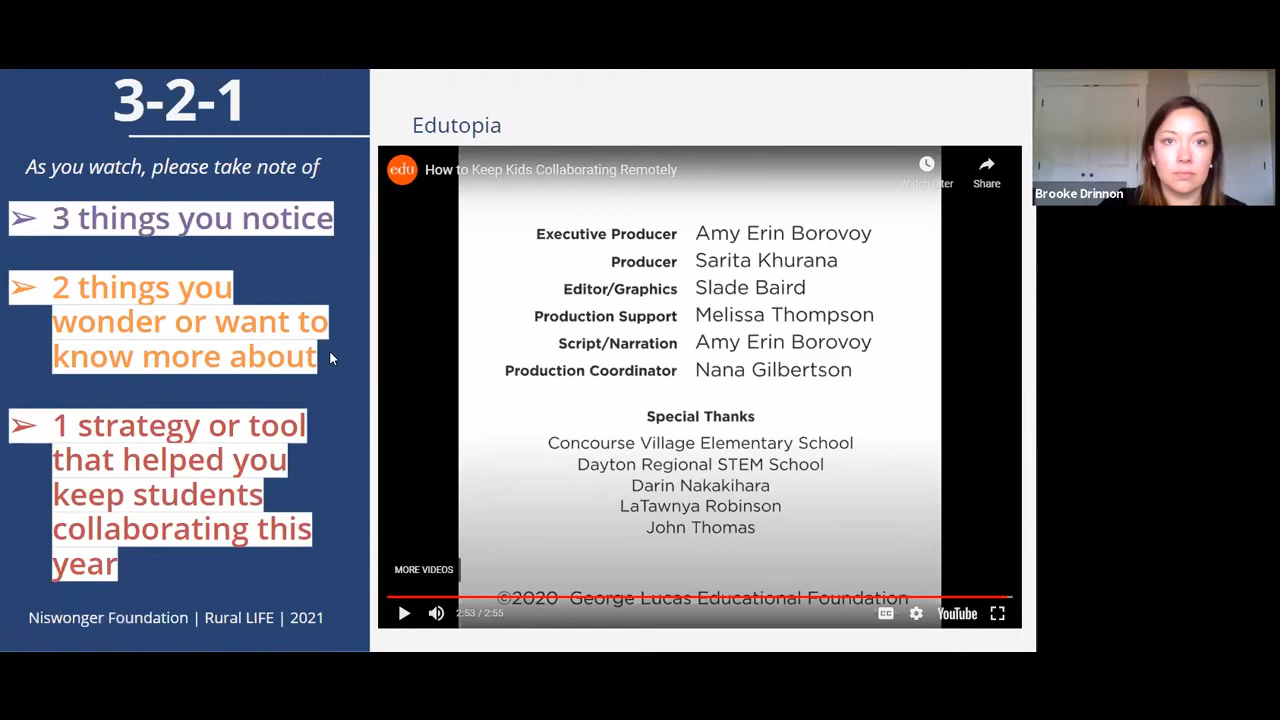 3-2-1
As you watch, please take note of
➢ 3 things you notice
➢ 2 things you
wonder or want to
know more about
➢ 1 strategy or tool
that helped you
keep students
collaborating this
year
Niswonger Foundation | Rural LIFE | 2021
Edutopia
edu How to Keep Kids Collaborating Remotely
Watch later
Share
Executive Producer Amy Erin Borovoy
Producer Sarita Khurana
Editor/Graphics Slade Baird
Production Support Melissa Thompson
Script/Narration Amy Erin Borovoy
Production Coordinator Nana Gilbertson
Special Thanks
Concourse Village Elementary School
Dayton Regional STEM School
Darin Nakakihara
LaTawnya Robinson
John Thomas
MORE VIDEOS
©2020 George Lucas Educational Foundation
2:53 / 2:55
CC
YouTube
Brooke Drinnon